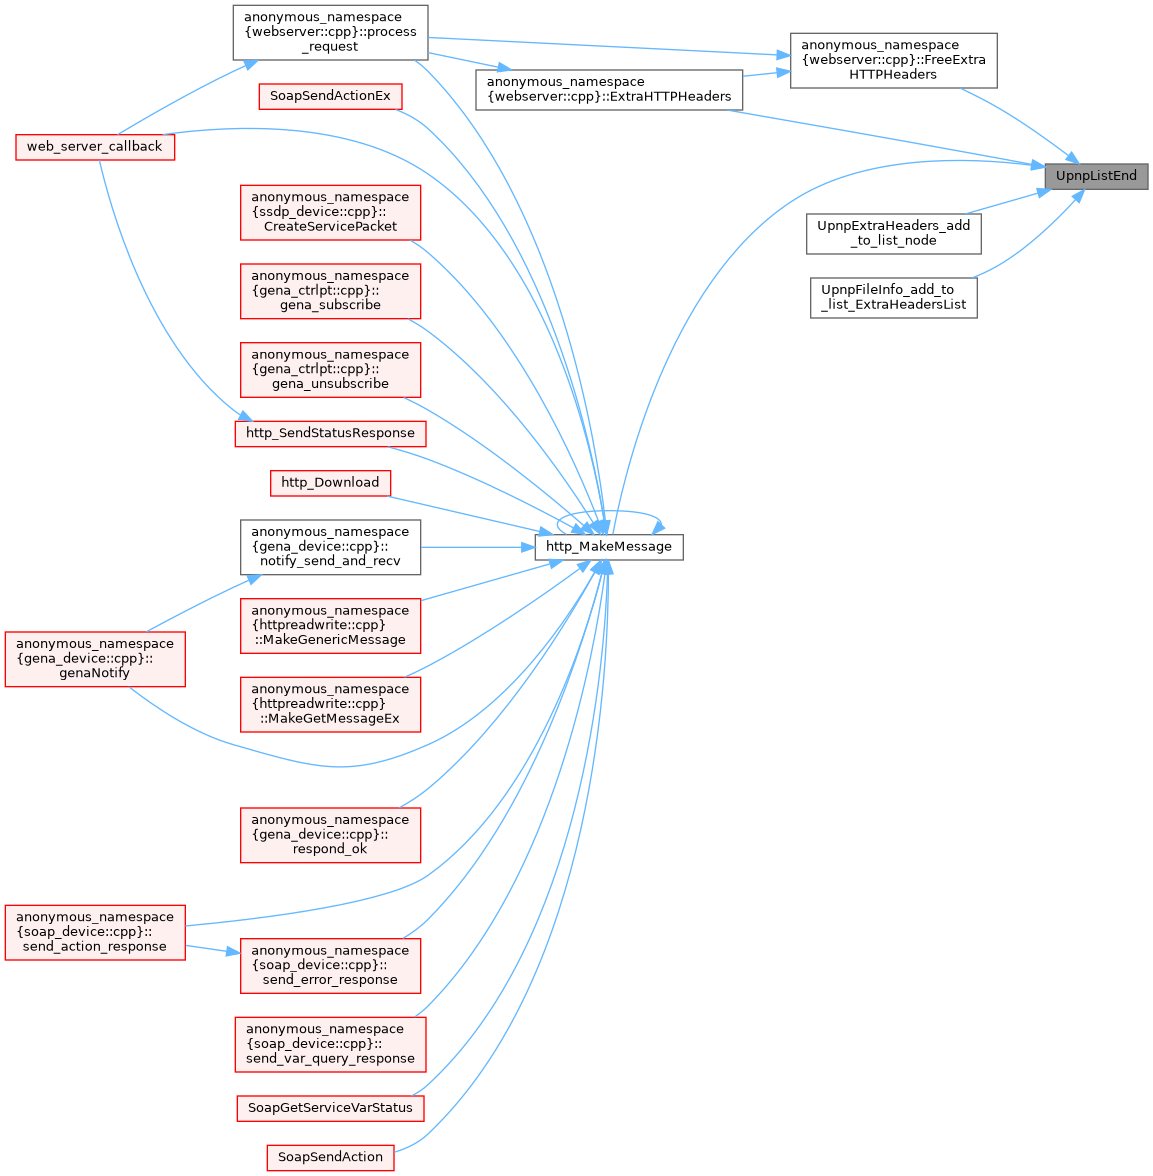 anonymous_namespace
{webserver::cpp}::process
_request
anonymous_namespace
{webserver::cpp}::FreeExtra
HTTPHeaders
anonymous_namespace
{webserver::cpp}::ExtraHTTPHeaders
SoapSendActionEx
web_server_callback
UpnpListEnd
anonymous_namespace
{ssdp_device::cpp}::
CreateServicePacket
UpnpExtraHeaders_add
_to_list_node
anonymous_namespace
{gena_ctrlpt::cpp}::
gena_subscribe
UpnpFileInfo_add_to
_list_ExtraHeadersList
anonymous_namespace
{gena_ctrlpt::cpp}::
gena_unsubscribe
http_SendStatusResponse
http_Download
anonymous_namespace
{gena_device::cpp}::
notify_send_and_recv
http_MakeMessage
anonymous_namespace
{httpreadwrite::cpp}
::MakeGenericMessage
anonymous_namespace
{gena_device::cpp}::
genaNotify
anonymous_namespace
{httpreadwrite::cpp}
::MakeGetMessageEx
anonymous_namespace
{gena_device::cpp}::
respond_ok
anonymous_namespace
{soap_device::cpp}::
send_action_response
anonymous_namespace
{soap_device::cpp}::
send_error_response
anonymous_namespace
{soap_device::cpp}::
send_var_query_response
SoapGetServiceVarStatus
SoapSendAction